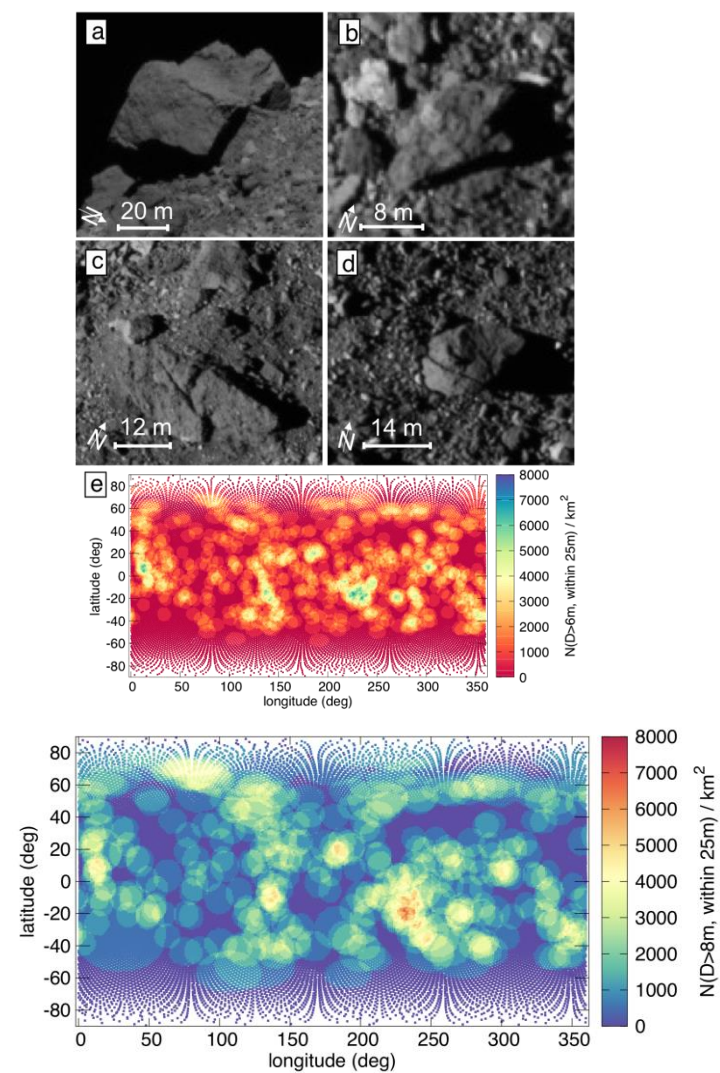 a
b
N
20 m
N
8 m
c
d
N
12 m
N
14 m
e
80
60
40
20
0
-20
-40
-60
-80
latitude (deg)
0 50 100 150 200 250 300 350
longitude (deg)
8000
7000
6000
5000
4000
3000
2000
1000
0
N(D>6m, within 25m) / km²
80
60
40
20
0
-20
-40
-60
-80
latitude (deg)
0 50 100 150 200 250 300 350
longitude (deg)
8000
7000
6000
5000
4000
3000
2000
1000
0
N(D>8m, within 25m) / km²